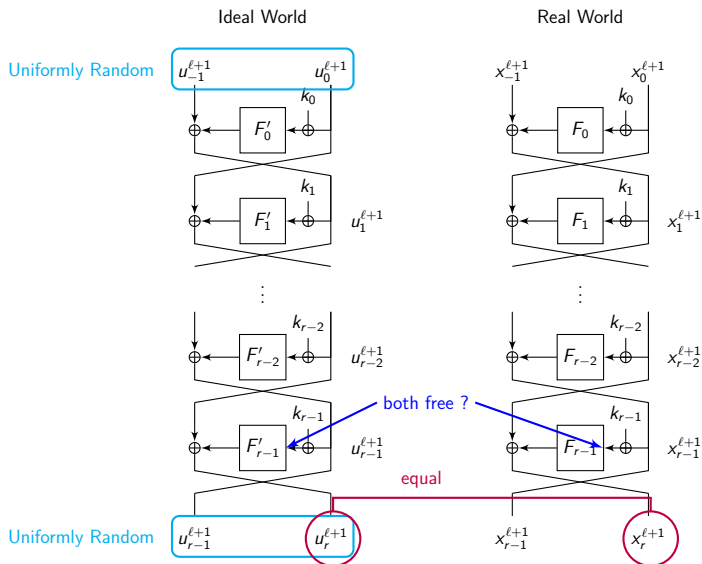 Ideal World
Real World
Uniformly Random
u_{-1}^{ℓ+1}
u_0^{ℓ+1}
x_{-1}^{ℓ+1}
x_0^{ℓ+1}
k_0
k_0
⊕ F'_0 ⊕
⊕ F_0 ⊕
k_1
k_1
⊕ F'_1 ⊕ u_1^{ℓ+1}
⊕ F_1 ⊕ x_1^{ℓ+1}
⋮
⋮
k_{r−2}
k_{r−2}
⊕ F'_{r−2} ⊕ u_{r−2}^{ℓ+1}
⊕ F_{r−2} ⊕ x_{r−2}^{ℓ+1}
both free ?
k_{r−1}
k_{r−1}
⊕ F'_{r−1} ⊕ u_{r−1}^{ℓ+1}
⊕ F_{r−1} ⊕ x_{r−1}^{ℓ+1}
equal
Uniformly Random
u_{r−1}^{ℓ+1}
u_r^{ℓ+1}
x_{r−1}^{ℓ+1}
x_r^{ℓ+1}